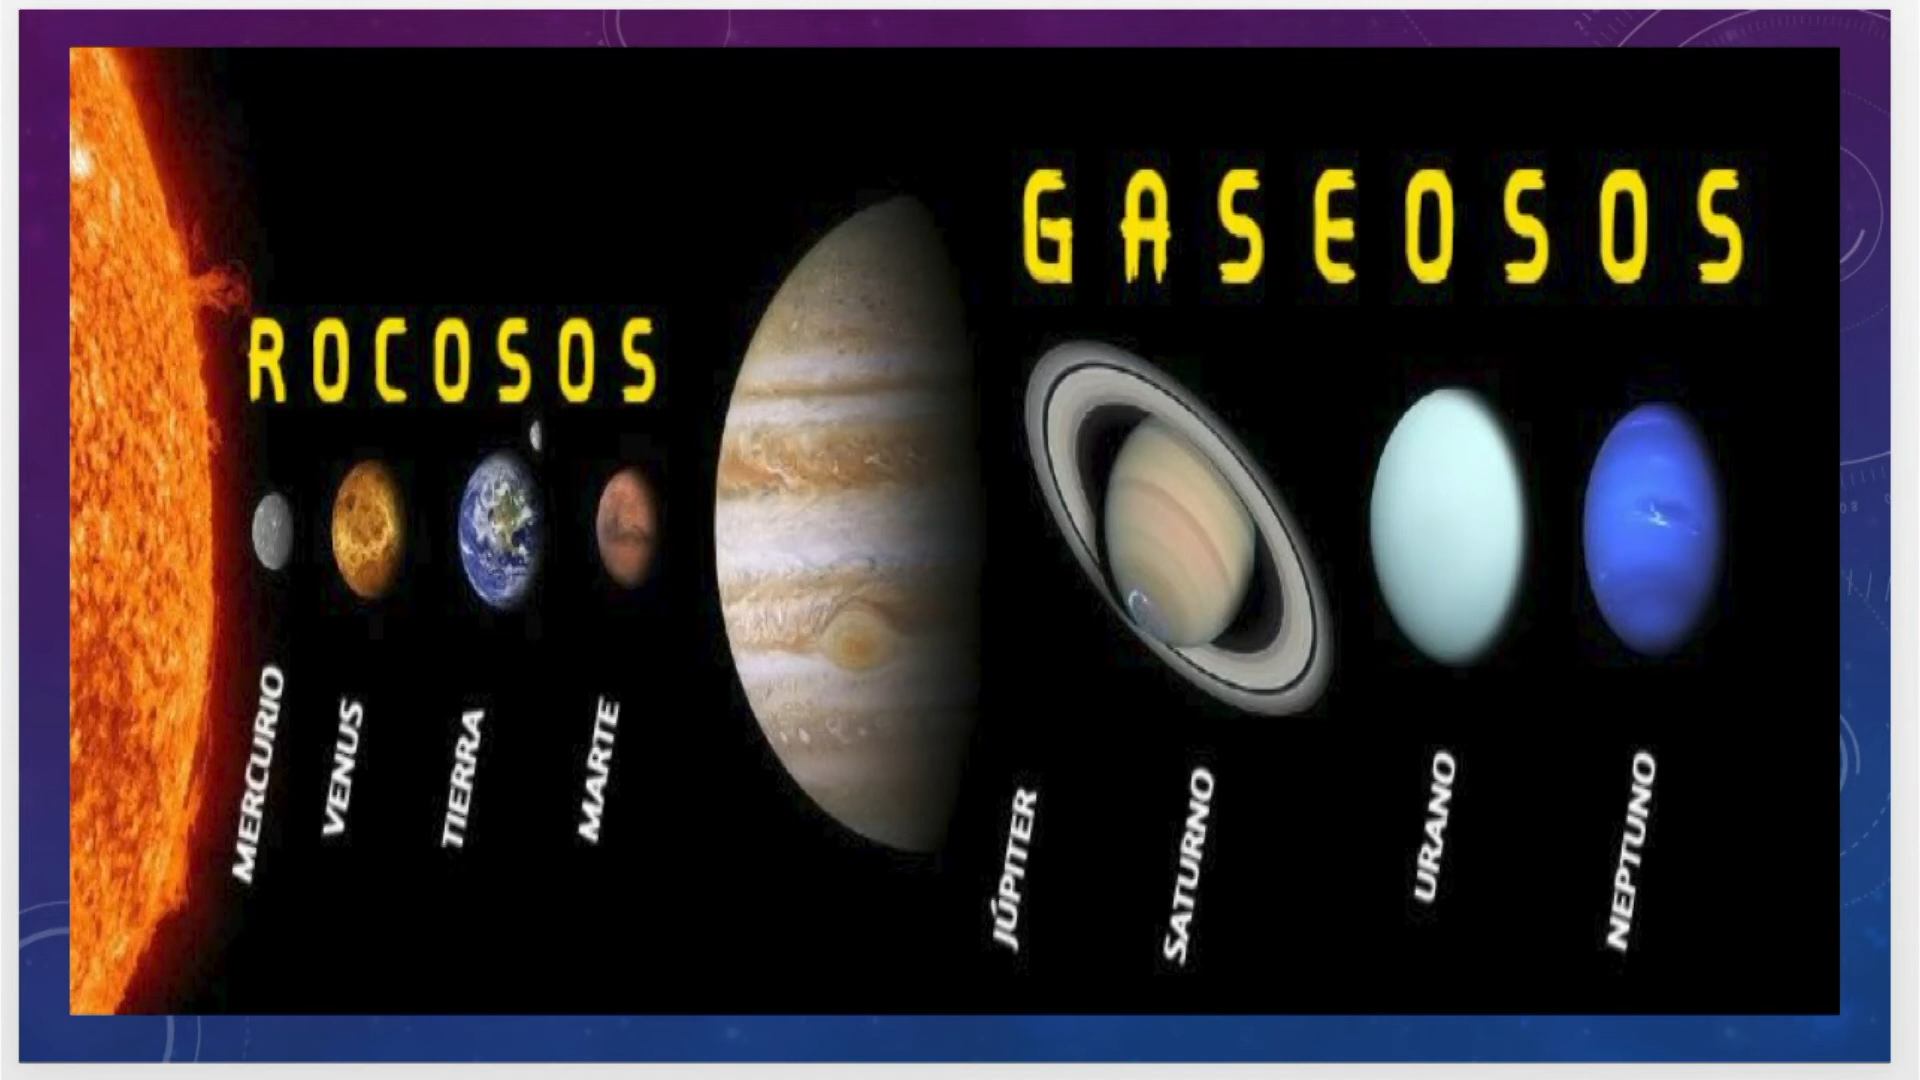 GASEOSOS
ROCOSOS
MERCURIO
VENUS
TIERRA
MARTE
JÚPITER
SATURNO
URANO
NEPTUNO